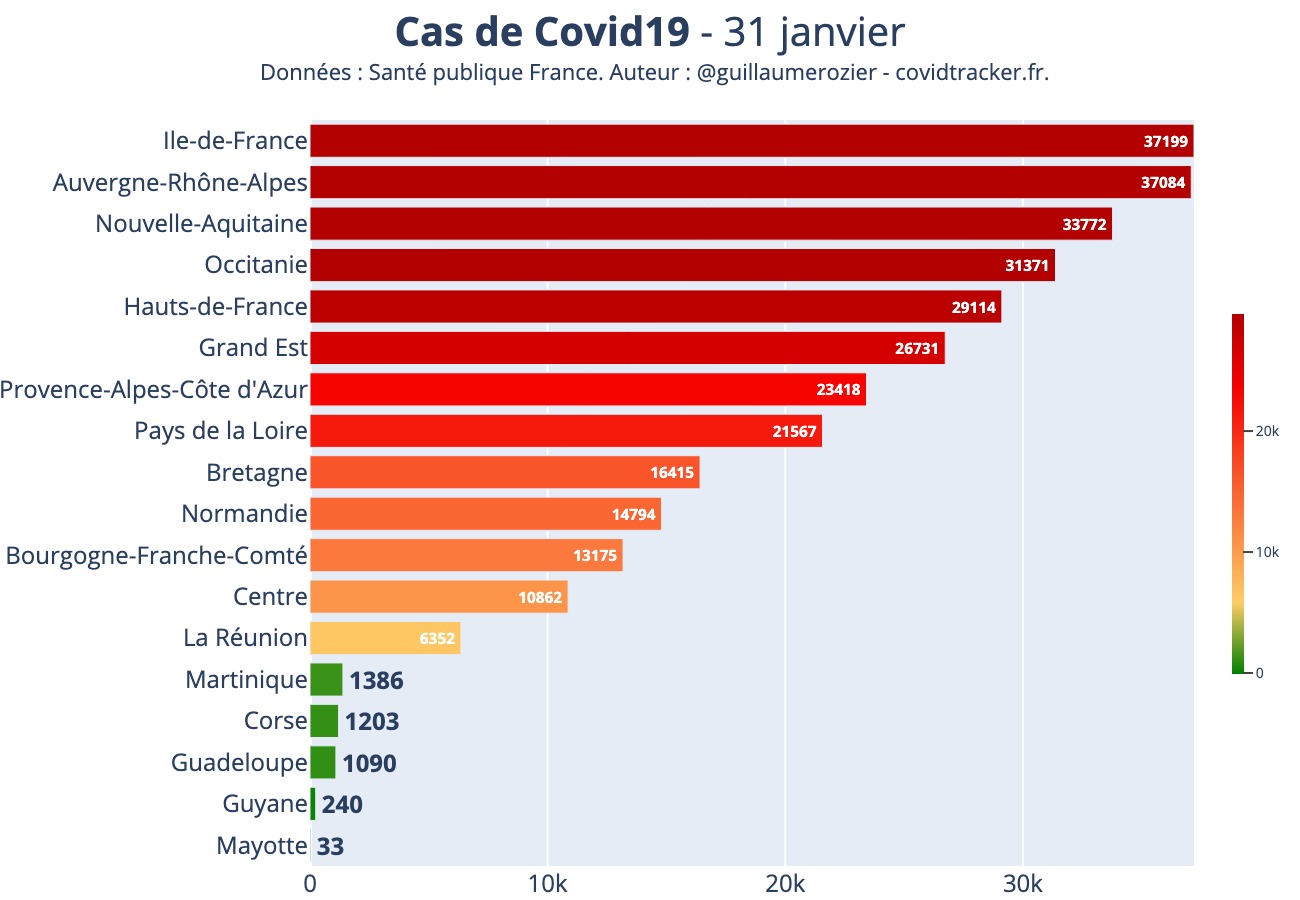 Cas de Covid19 - 31 janvier
Données : Santé publique France. Auteur : @guillaumerozier - covidtracker.fr.
Ile-de-France 37199
Auvergne-Rhône-Alpes 37084
Nouvelle-Aquitaine 33772
Occitanie 31371
Hauts-de-France 29114
Grand Est 26731
Provence-Alpes-Côte d'Azur 23418
Pays de la Loire 21567
Bretagne 16415
Normandie 14794
Bourgogne-Franche-Comté 13175
Centre 10862
La Réunion 6352
Martinique 1386
Corse 1203
Guadeloupe 1090
Guyane 240
Mayotte 33
0 10k 20k 30k
20k
10k
0